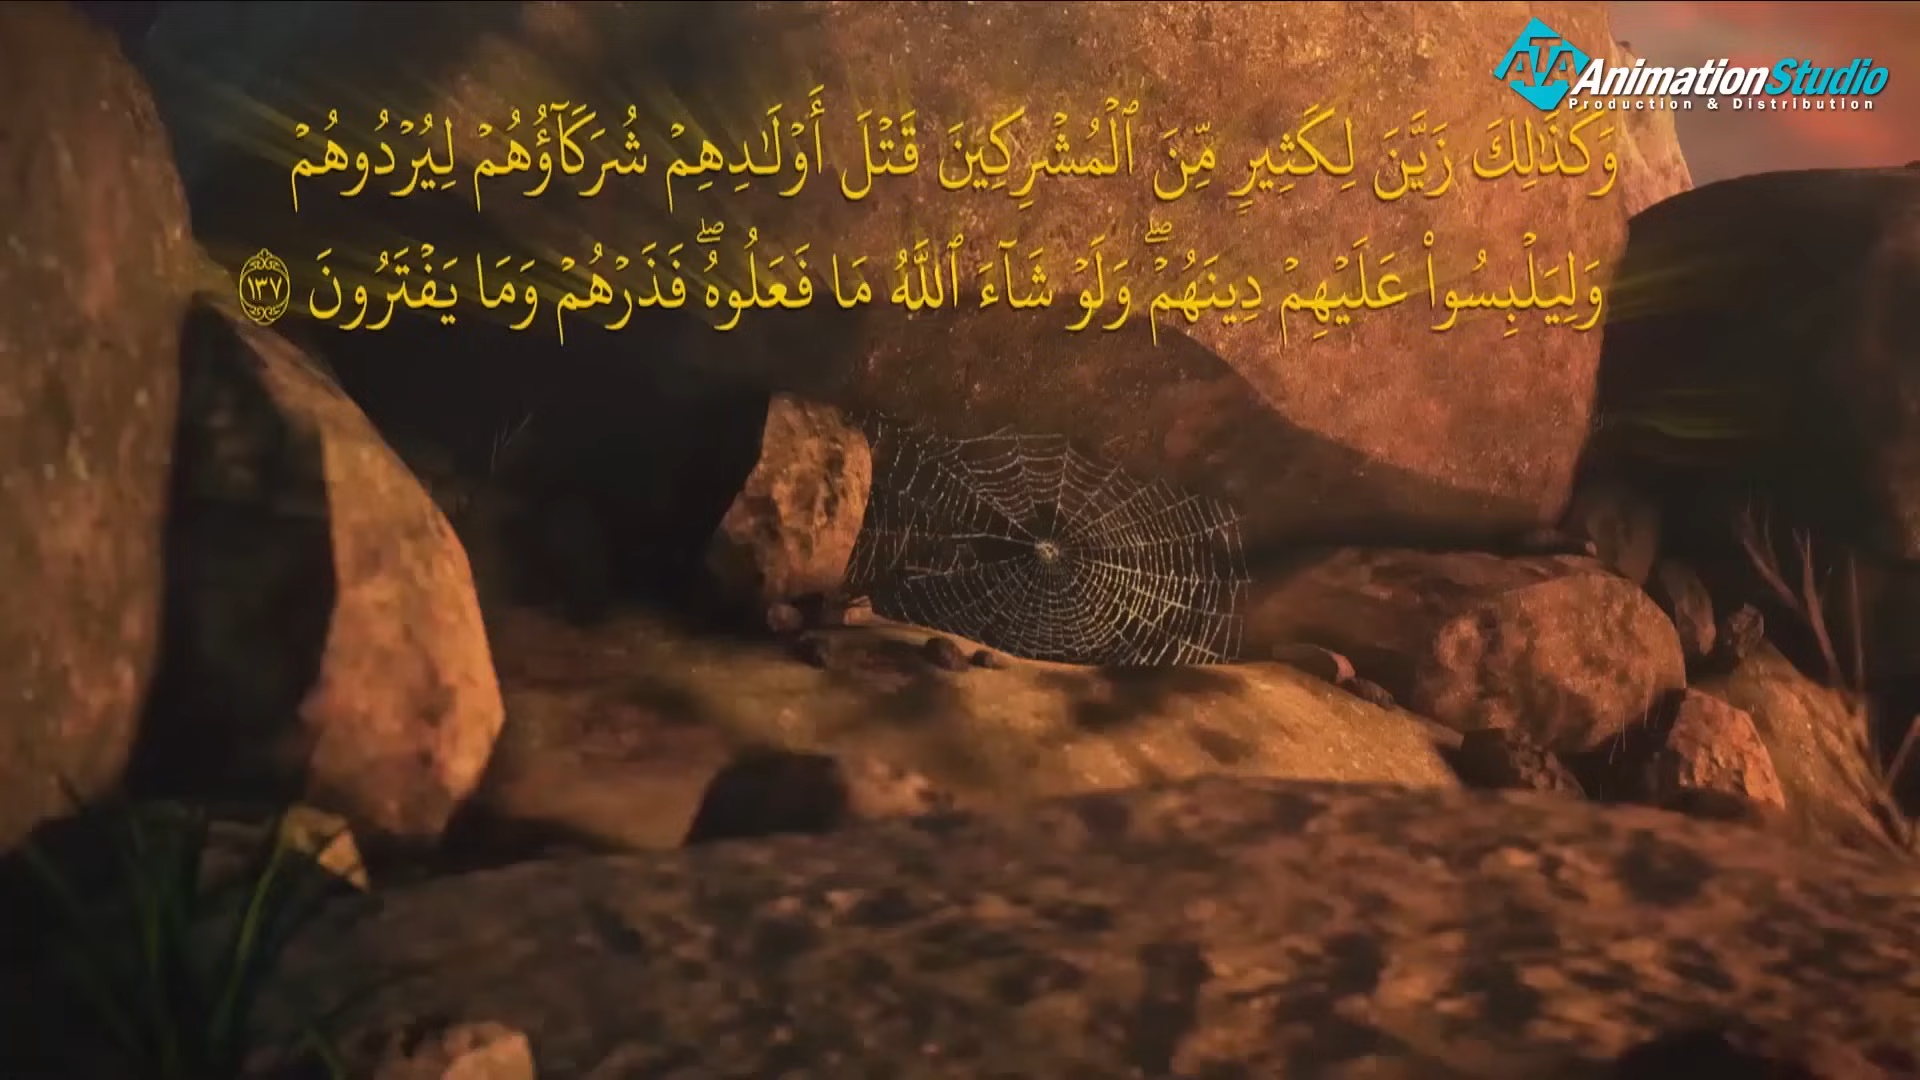 ATA
AnimationStudio
Production & Distribution
وَكَذَٰلِكَ زَيَّنَ لِكَثِيرٍ مِّنَ ٱلْمُشْرِكِينَ قَتْلَ أَوْلَـٰدِهِمْ شُرَكَآؤُهُمْ لِيُرْدُوهُمْ
وَلِيَلْبِسُوا۟ عَلَيْهِمْ دِينَهُمْ ۖ وَلَوْ شَآءَ ٱللَّهُ مَا فَعَلُوهُ ۖ فَذَرْهُمْ وَمَا يَفْتَرُونَ ١٣٧